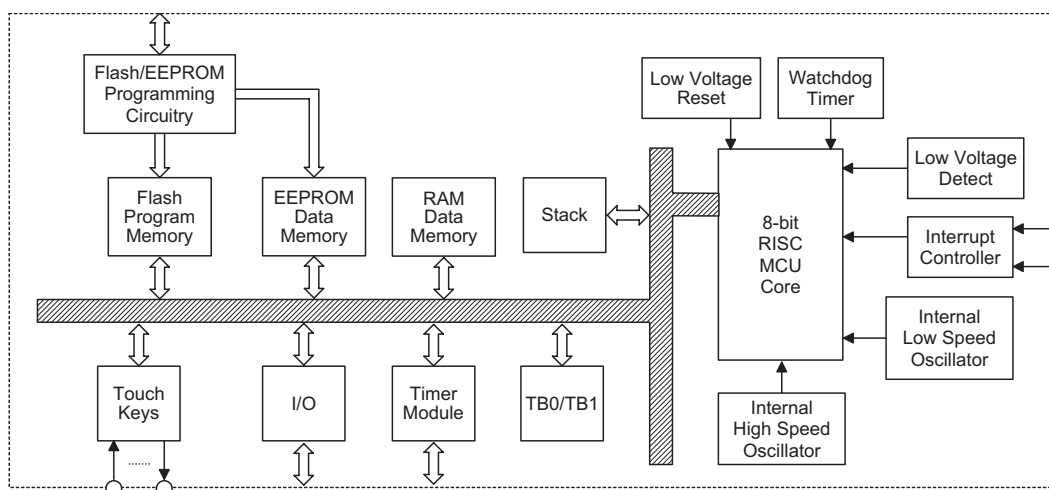 Flash/EEPROM
Programming
Circuitry
Low Voltage
Reset
Watchdog
Timer
Low Voltage
Detect
Flash
Program
Memory
EEPROM
Data
Memory
RAM
Data
Memory
Stack
8-bit
RISC
MCU
Core
Interrupt
Controller
Internal
Low Speed
Oscillator
Touch
Keys
.......
I/O
Timer
Module
TB0/TB1
Internal
High Speed
Oscillator